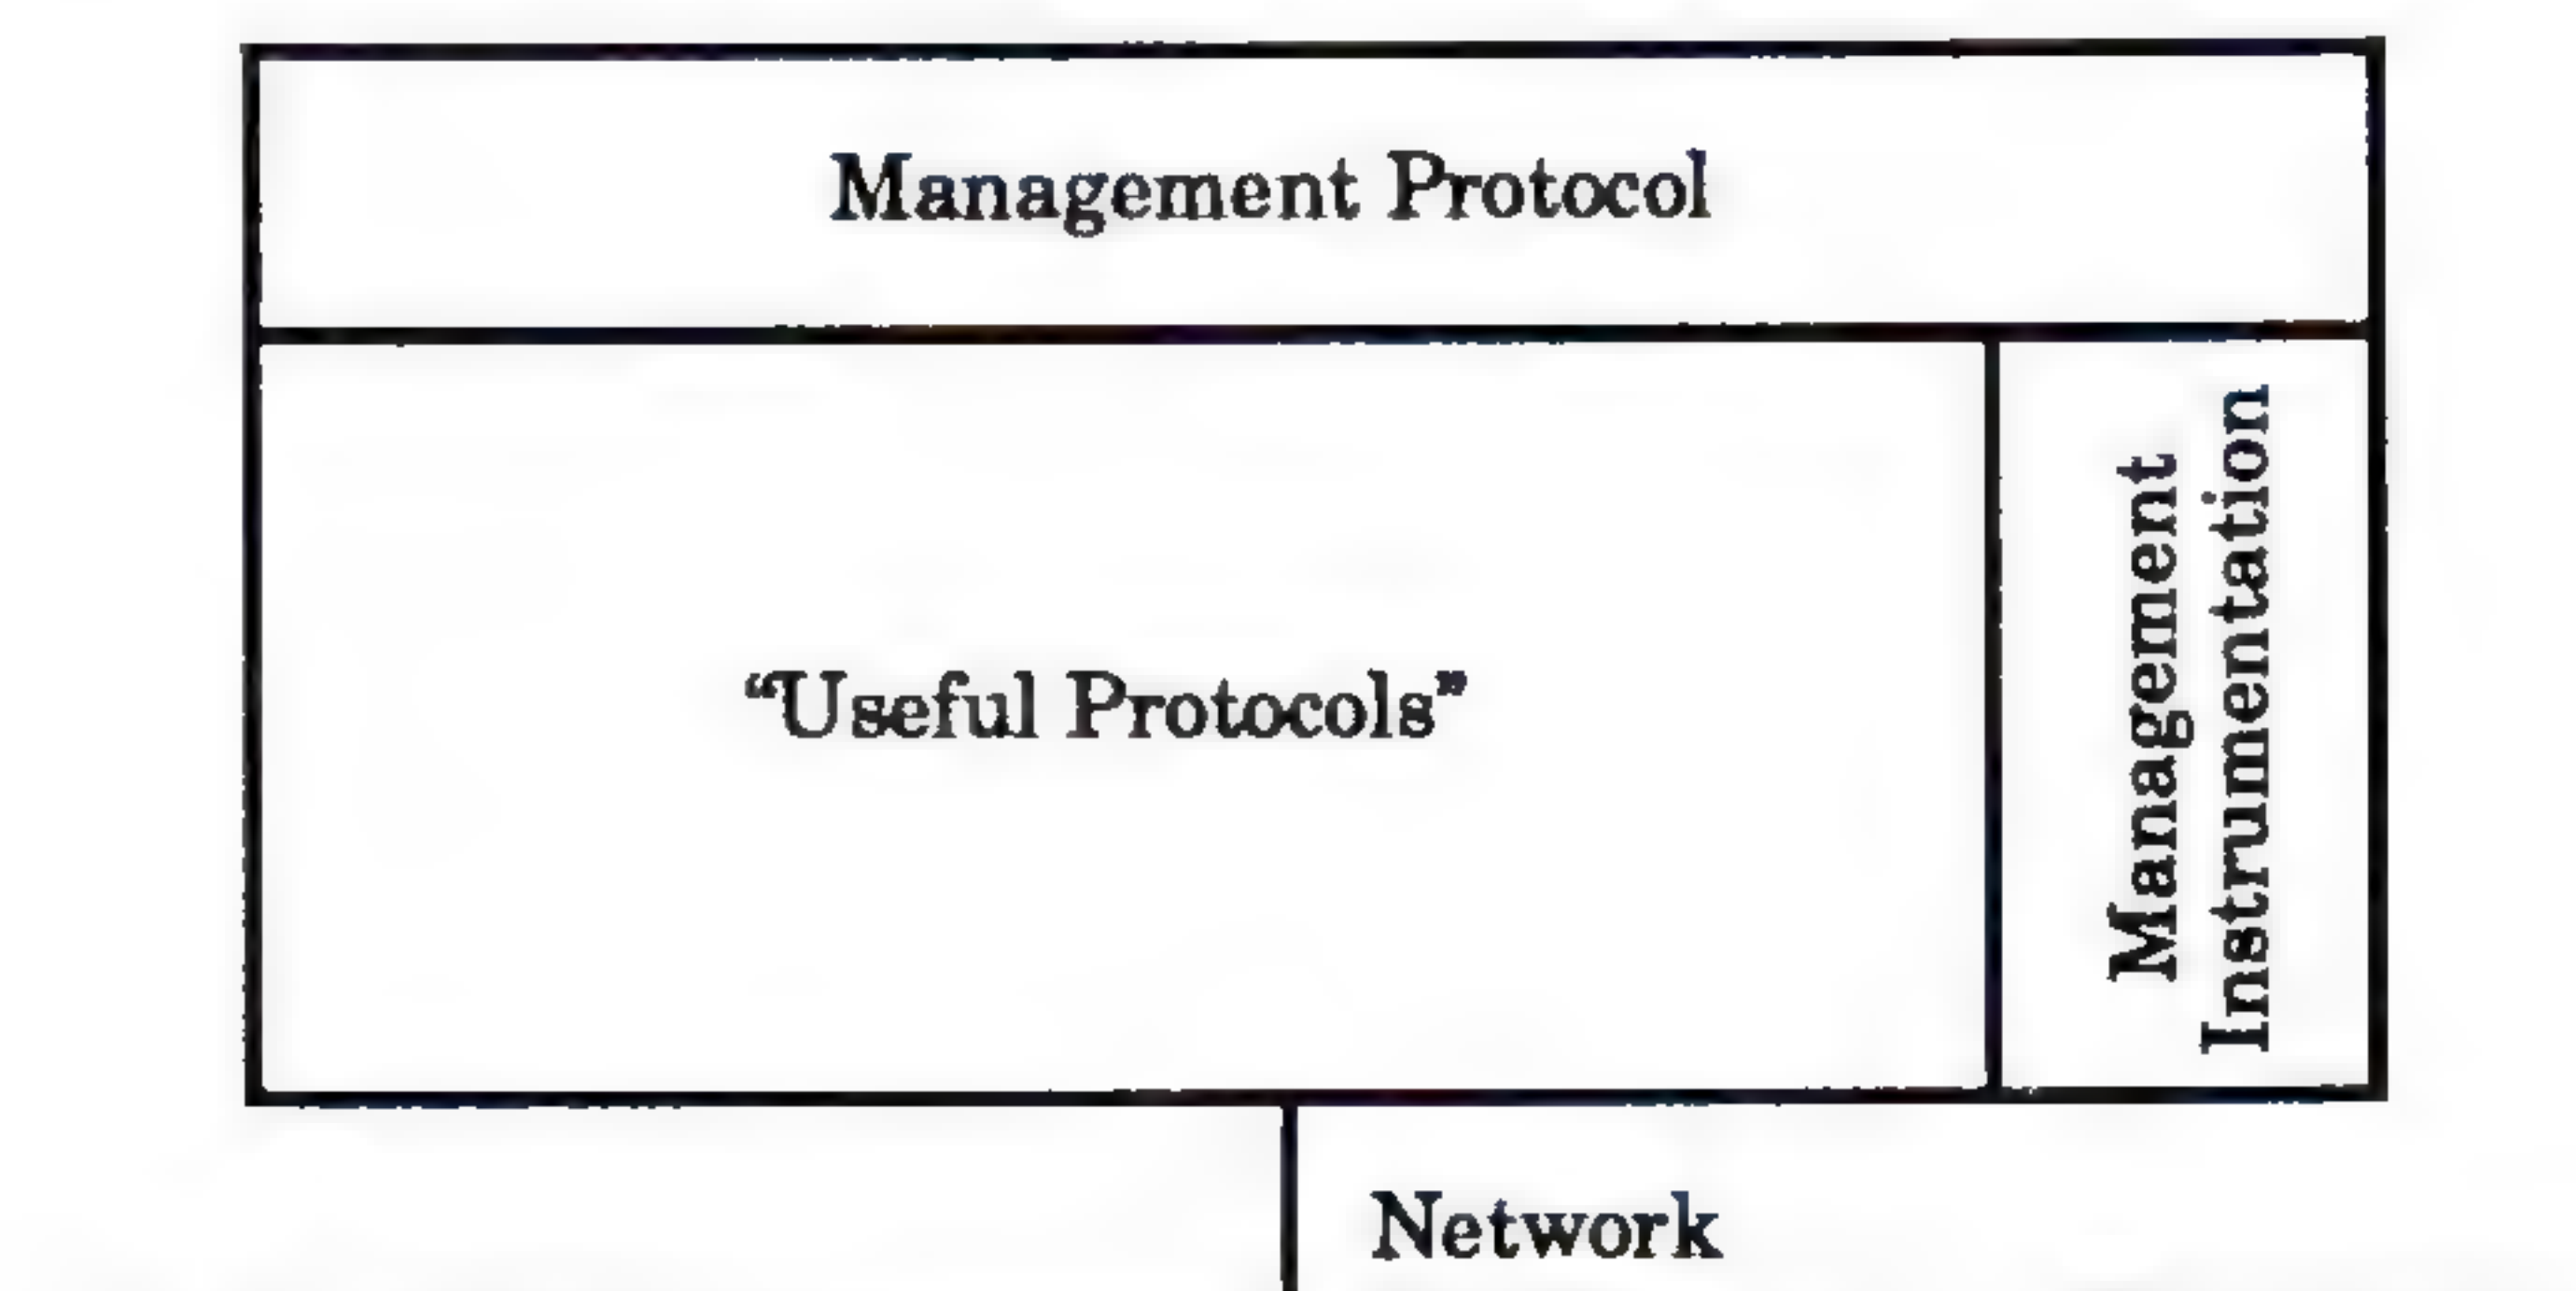 Management Protocol
“Useful Protocols”
Management
Instrumentation
Network